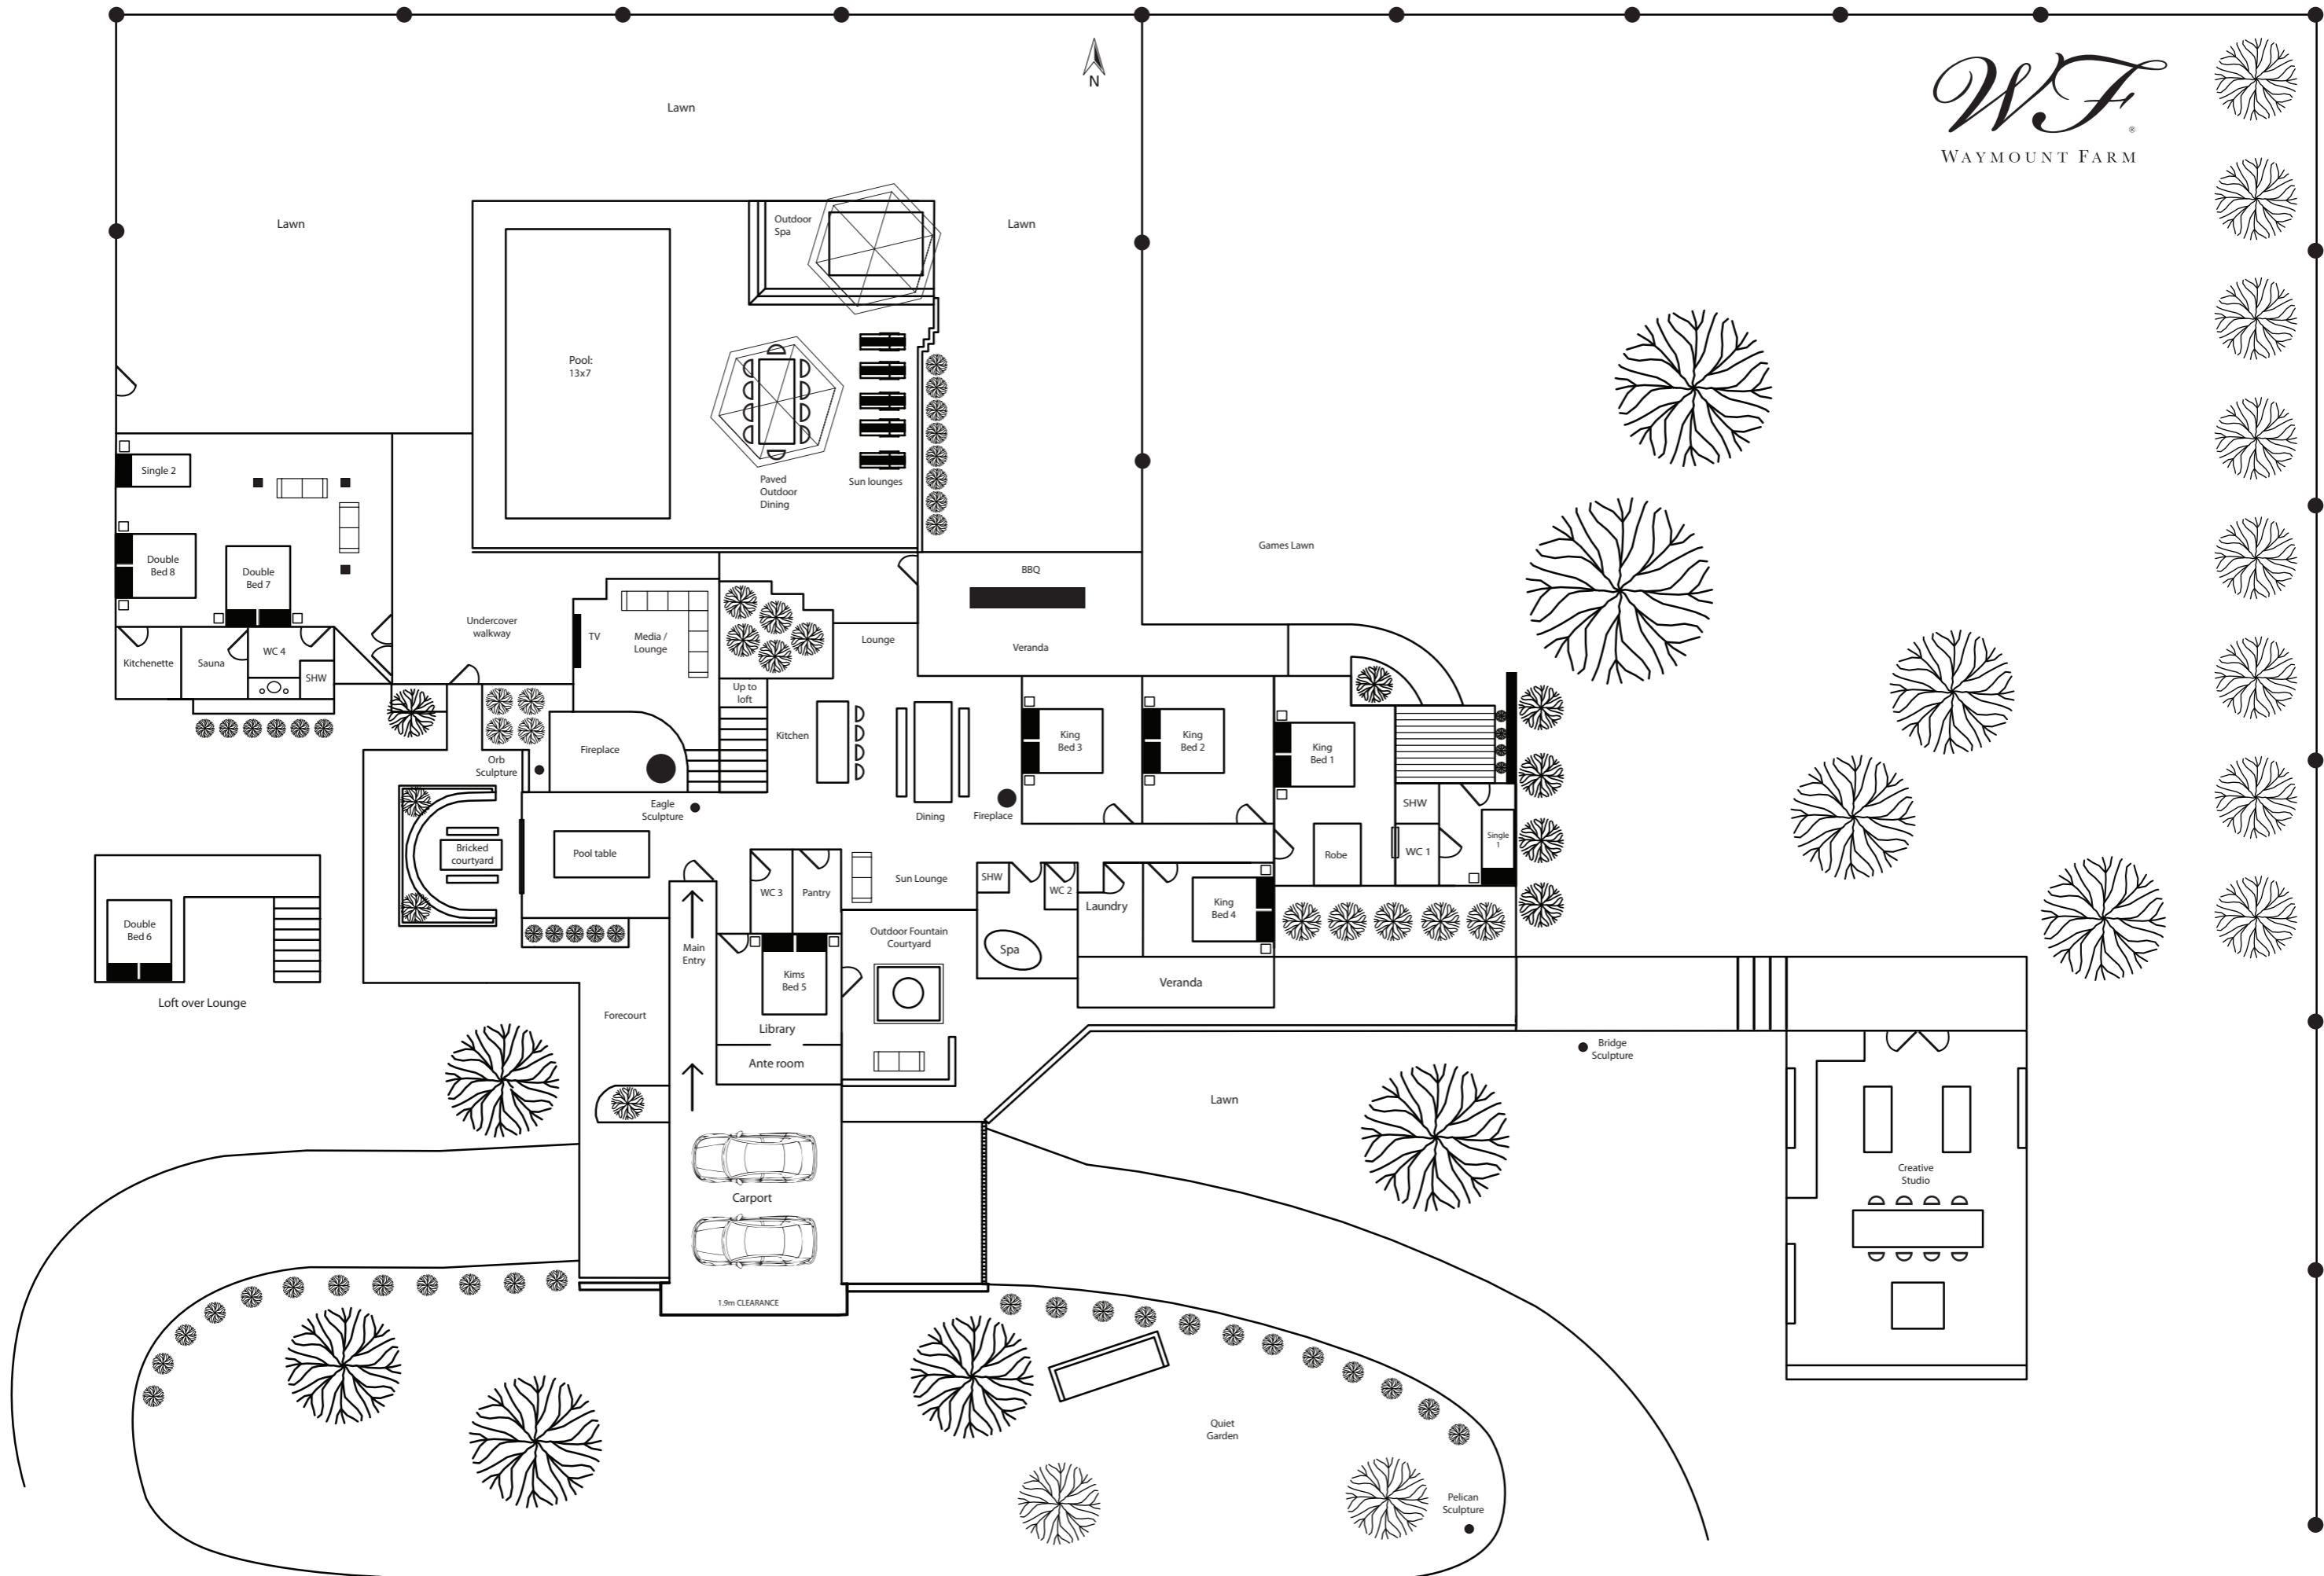 N
WF
®
WAYMOUNT FARM
Lawn
Lawn
Lawn
Outdoor
Spa
Pool:
13x7
Paved
Outdoor
Dining
Sun lounges
Single 2
Double
Bed 8
Double
Bed 7
Kitchenette
Sauna
WC 4
SHW
Undercover
walkway
TV
Media /
Lounge
Lounge
BBQ
Veranda
Games Lawn
Up to
loft
Kitchen
Fireplace
Orb
Sculpture
Eagle
Sculpture
Dining
Fireplace
King
Bed 3
King
Bed 2
King
Bed 1
SHW
WC 1
Single
1
Robe
Bricked
courtyard
Pool table
WC 3
Pantry
Sun Lounge
SHW
WC 2
Laundry
King
Bed 4
Spa
Veranda
Double
Bed 6
Loft over Lounge
Main
Entry
Kims
Bed 5
Library
Ante room
Outdoor Fountain
Courtyard
Forecourt
Bridge
Sculpture
Lawn
Carport
1.9m CLEARANCE
Creative
Studio
Quiet
Garden
Pelican
Sculpture